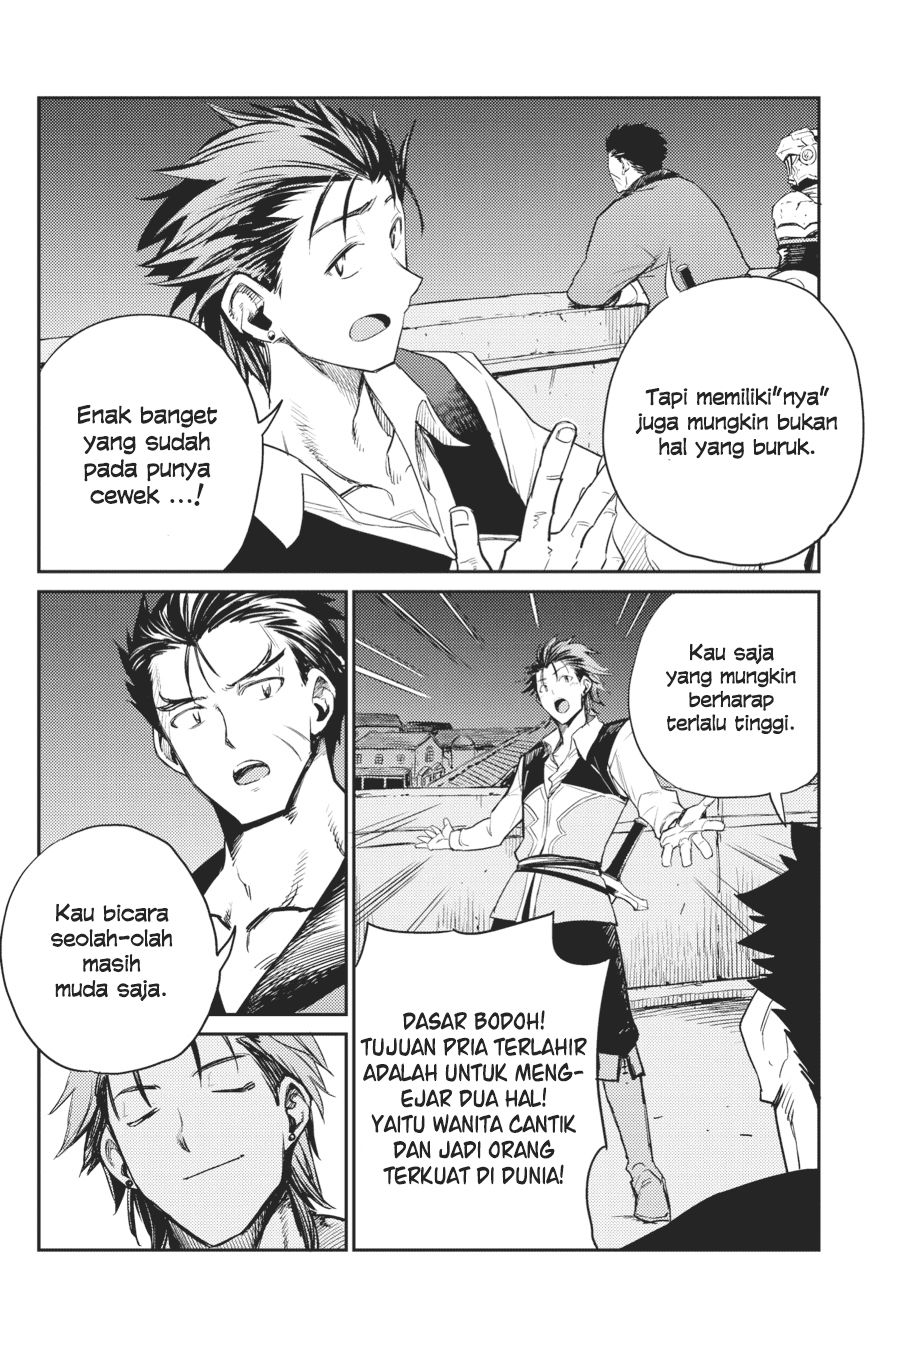 Tapi memiliki"nya"
juga mungkin bukan
hal yang buruk.
Enak banget
yang sudah
pada punya
cewek ...!
Kau saja
yang mungkin
berharap
terlalu tinggi.
DASAR BODOH!
TUJUAN PRIA TERLAHIR
ADALAH UNTUK MENG-
EJAR DUA HAL!
YAITU WANITA CANTIK
DAN JADI ORANG
TERKUAT DI DUNIA!
Kau bicara
seolah-olah
masih
muda saja.